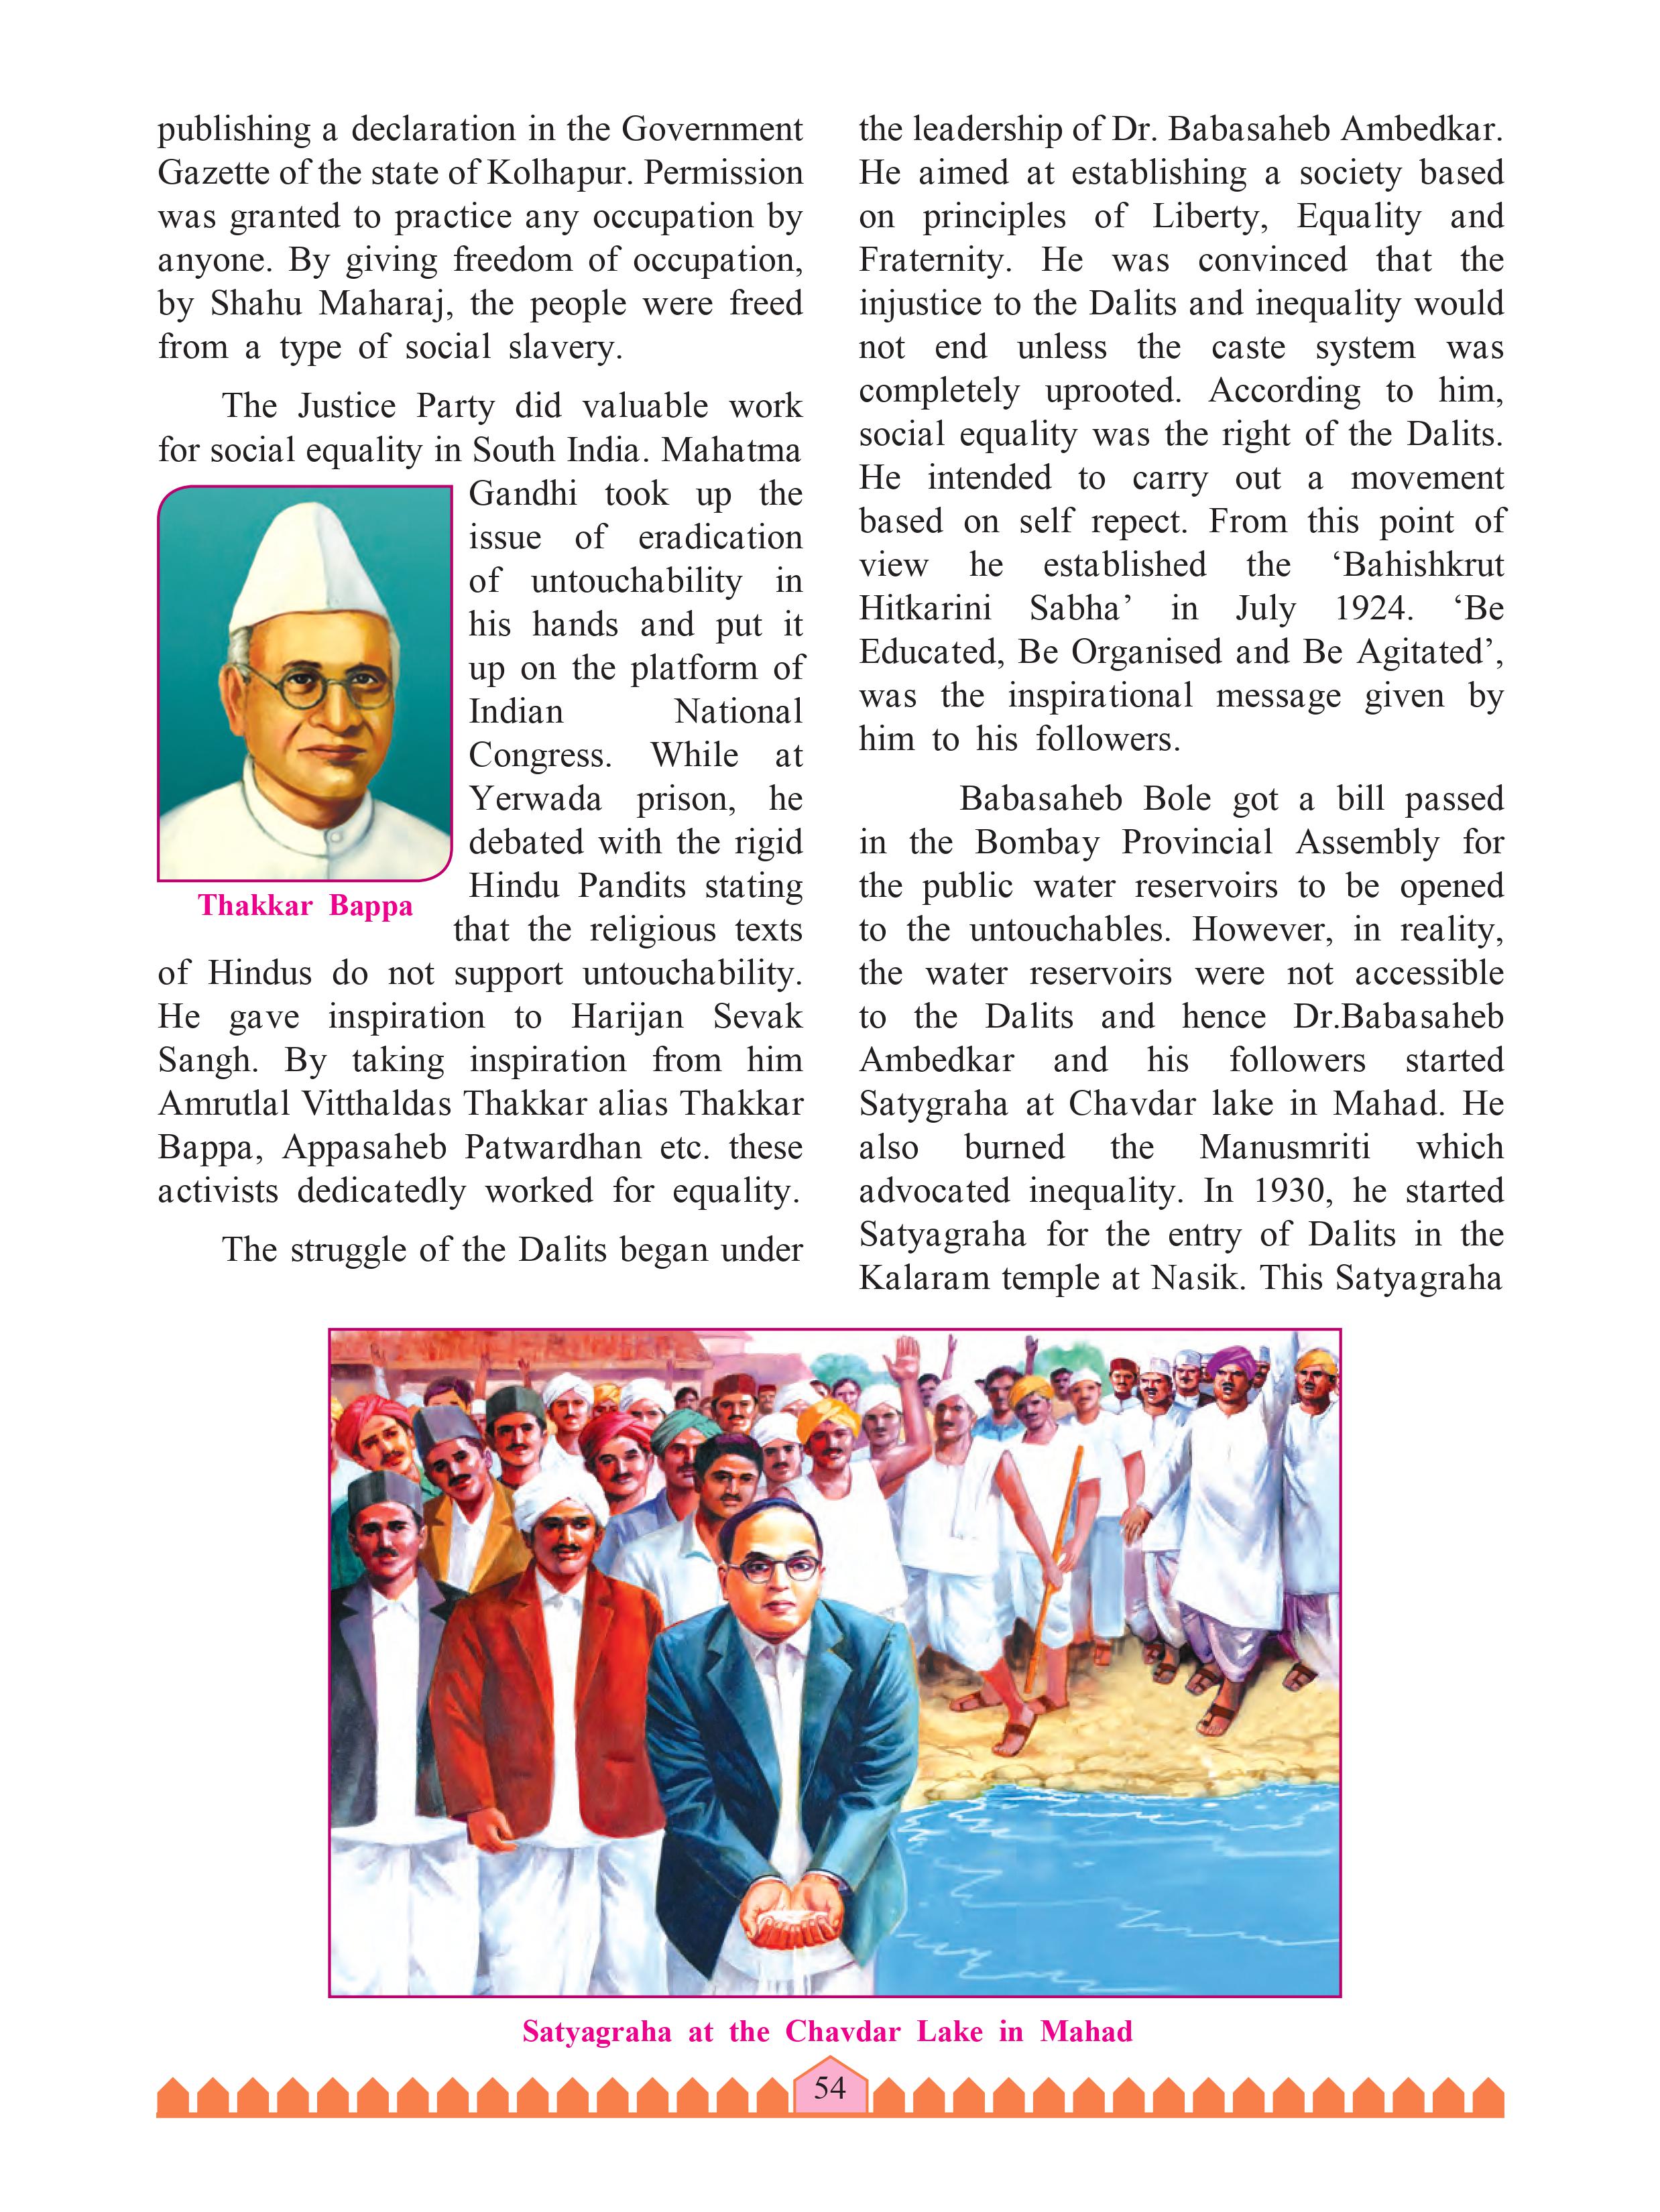 publishing a declaration in the Government
Gazette of the state of Kolhapur. Permission
was granted to practice any occupation by
anyone. By giving freedom of occupation,
by Shahu Maharaj, the people were freed
from a type of social slavery.
The Justice Party did valuable work
for social equality in South India. Mahatma
Gandhi took up the
issue of eradication
of untouchability in
his hands and put it
up on the platform of
Indian National
Congress. While at
Yerwada prison, he
debated with the rigid
Hindu Pandits stating
that the religious texts
of Hindus do not support untouchability.
He gave inspiration to Harijan Sevak
Sangh. By taking inspiration from him
Amrutlal Vitthaldas Thakkar alias Thakkar
Bappa, Appasaheb Patwardhan etc. these
activists dedicatedly worked for equality.
The struggle of the Dalits began under
Thakkar Bappa
the leadership of Dr. Babasaheb Ambedkar.
He aimed at establishing a society based
on principles of Liberty, Equality and
Fraternity. He was convinced that the
injustice to the Dalits and inequality would
not end unless the caste system was
completely uprooted. According to him,
social equality was the right of the Dalits.
He intended to carry out a movement
based on self repect. From this point of
view he established the ‘Bahishkrut
Hitkarini Sabha’ in July 1924. ‘Be
Educated, Be Organised and Be Agitated’,
was the inspirational message given by
him to his followers.
Babasaheb Bole got a bill passed
in the Bombay Provincial Assembly for
the public water reservoirs to be opened
to the untouchables. However, in reality,
the water reservoirs were not accessible
to the Dalits and hence Dr.Babasaheb
Ambedkar and his followers started
Satygraha at Chavdar lake in Mahad. He
also burned the Manusmriti which
advocated inequality. In 1930, he started
Satyagraha for the entry of Dalits in the
Kalaram temple at Nasik. This Satyagraha
Satyagraha at the Chavdar Lake in Mahad
54